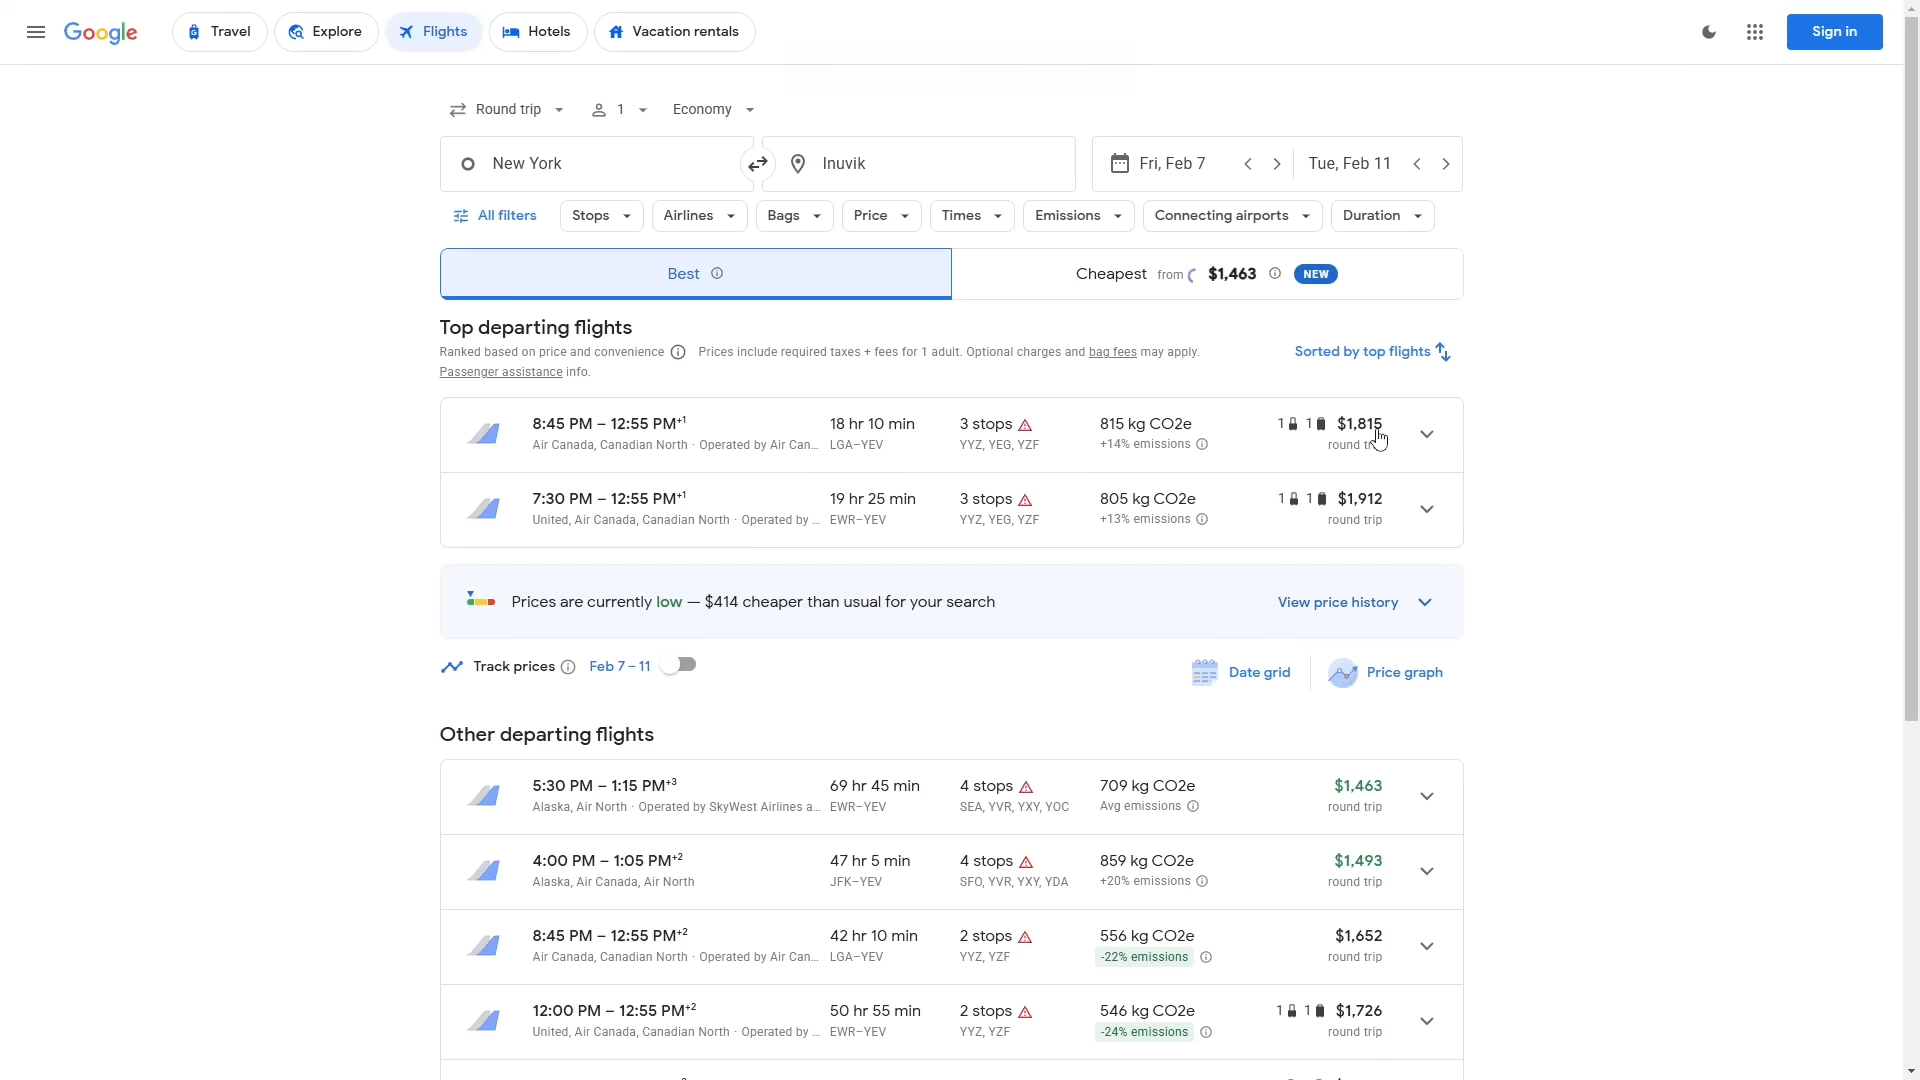 Google
Travel
Explore
Flights
Hotels
Vacation rentals
Sign in
Round trip
1
Economy
New York
Inuvik
Fri, Feb 7
Tue, Feb 11
All filters
Stops
Airlines
Bags
Price
Times
Emissions
Connecting airports
Duration
Best
Cheapest from $1,463 NEW
Top departing flights
Ranked based on price and convenience Prices include required taxes + fees for 1 adult. Optional charges and bag fees may apply.
Passenger assistance info.
Sorted by top flights
8:45 PM – 12:55 PM+1 18 hr 10 min 3 stops 815 kg CO2e 1 1 $1,815
Air Canada, Canadian North · Operated by Air Can... LGA–YEV YYZ, YEG, YZF +14% emissions round
7:30 PM – 12:55 PM+1 19 hr 25 min 3 stops 805 kg CO2e 1 1 $1,912
United, Air Canada, Canadian North · Operated by ... EWR–YEV YYZ, YEG, YZF +13% emissions round trip
Prices are currently low — $414 cheaper than usual for your search
View price history
Track prices
Feb 7 – 11
Date grid
Price graph
Other departing flights
5:30 PM – 1:15 PM+3 69 hr 45 min 4 stops 709 kg CO2e $1,463
Alaska, Air North · Operated by SkyWest Airlines a... EWR–YEV SEA, YVR, YXY, YOC Avg emissions round trip
4:00 PM – 1:05 PM+2 47 hr 5 min 4 stops 859 kg CO2e $1,493
Alaska, Air Canada, Air North JFK–YEV SFO, YVR, YXY, YDA +20% emissions round trip
8:45 PM – 12:55 PM+2 42 hr 10 min 2 stops 556 kg CO2e $1,652
Air Canada, Canadian North · Operated by Air Can... LGA–YEV YYZ, YZF -22% emissions round trip
12:00 PM – 12:55 PM+2 50 hr 55 min 2 stops 546 kg CO2e 1 1 $1,726
United, Air Canada, Canadian North · Operated by ... EWR–YEV YYZ, YZF -24% emissions round trip